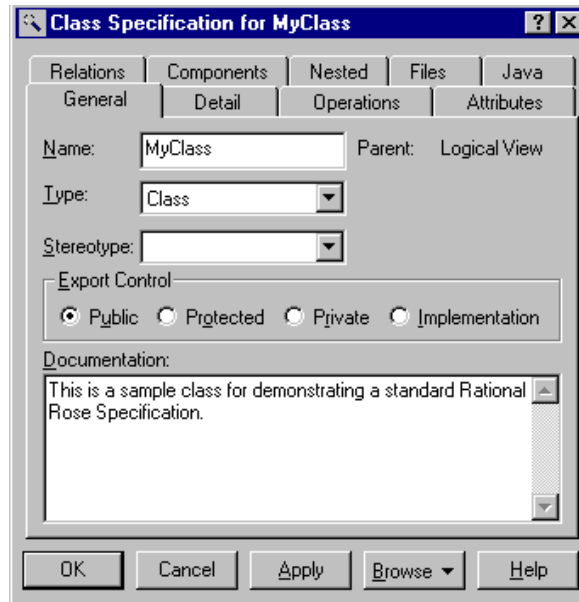 Class Specification for MyClass
Relations Components Nested Files Java
General Detail Operations Attributes
Name: MyClass Parent: Logical View
Type: Class
Stereotype:
Export Control
Public Protected Private Implementation
Documentation:
This is a sample class for demonstrating a standard Rational
Rose Specification.
OK Cancel Apply Browse Help